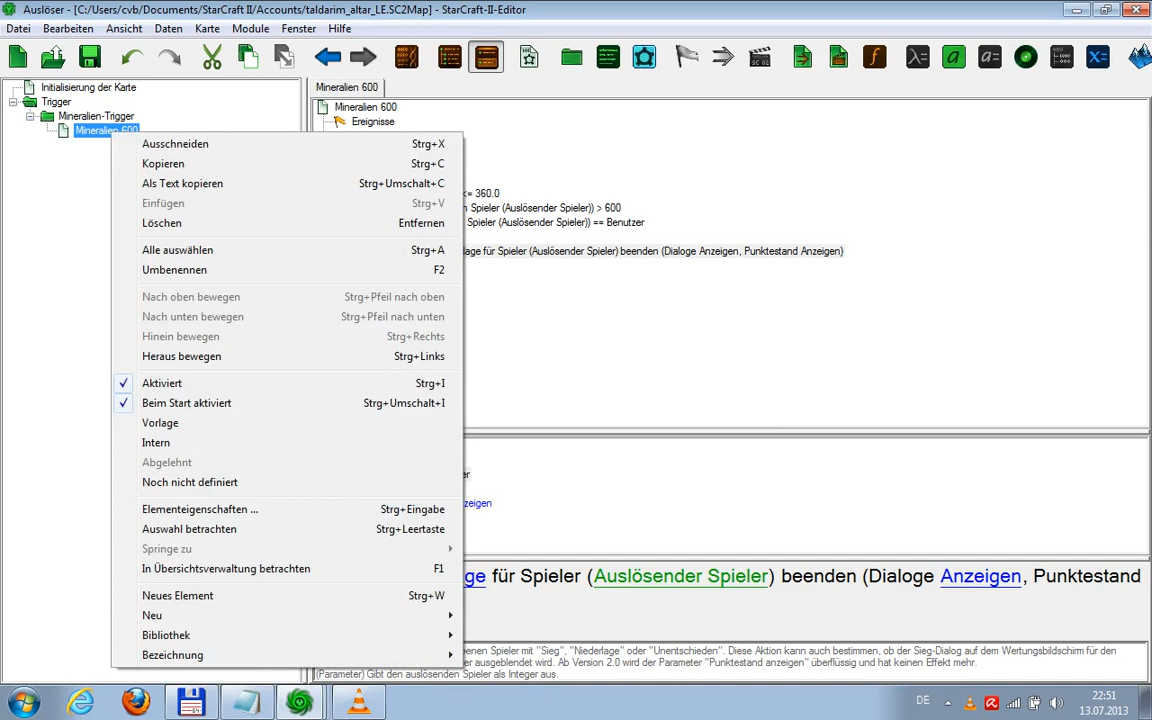 Auslöser - [C:/Users/cvb/Documents/StarCraft II/Accounts/taldarim_altar_LE.SC2Map] - StarCraft-II-Editor
Datei Bearbeiten Ansicht Daten Karte Module Fenster Hilfe
Initialisierung der Karte
Trigger
Mineralien-Trigger
Mineralien 600
Mineralien 600
Mineralien 600
Ereignisse
<= 360.0
n Spieler (Auslösender Spieler)) > 600
Spieler (Auslösender Spieler)) == Benutzer
lage für Spieler (Auslösender Spieler) beenden (Dialoge Anzeigen, Punktestand Anzeigen)
Ausschneiden Strg+X
Kopieren Strg+C
Als Text kopieren Strg+Umschalt+C
Einfügen Strg+V
Löschen Entfernen
Alle auswählen Strg+A
Umbenennen F2
Nach oben bewegen Strg+Pfeil nach oben
Nach unten bewegen Strg+Pfeil nach unten
Hinein bewegen Strg+Rechts
Heraus bewegen Strg+Links
Aktiviert Strg+I
Beim Start aktiviert Strg+Umschalt+I
Vorlage
Intern
Abgelehnt
Noch nicht definiert
Elementeigenschaften ... Strg+Eingabe
Auswahl betrachten Strg+Leertaste
Springe zu
In Übersichtsverwaltung betrachten F1
Neues Element Strg+W
Neu
Bibliothek
Bezeichnung
er
zeigen
ge für Spieler (Auslösender Spieler) beenden (Dialoge Anzeigen, Punktestand
enen Spieler mit "Sieg", "Niederlage" oder "Unentschieden". Diese Aktion kann auch bestimmen, ob der Sieg-Dialog auf dem Wertungsbildschirm für den
er ausgeblendet wird. Ab Version 2.0 wird der Parameter "Punktestand anzeigen" überflüssig und hat keinen Effekt mehr.
(Parameter) Gibt den auslösenden Spieler als Integer aus.
DE
22:51
13.07.2013